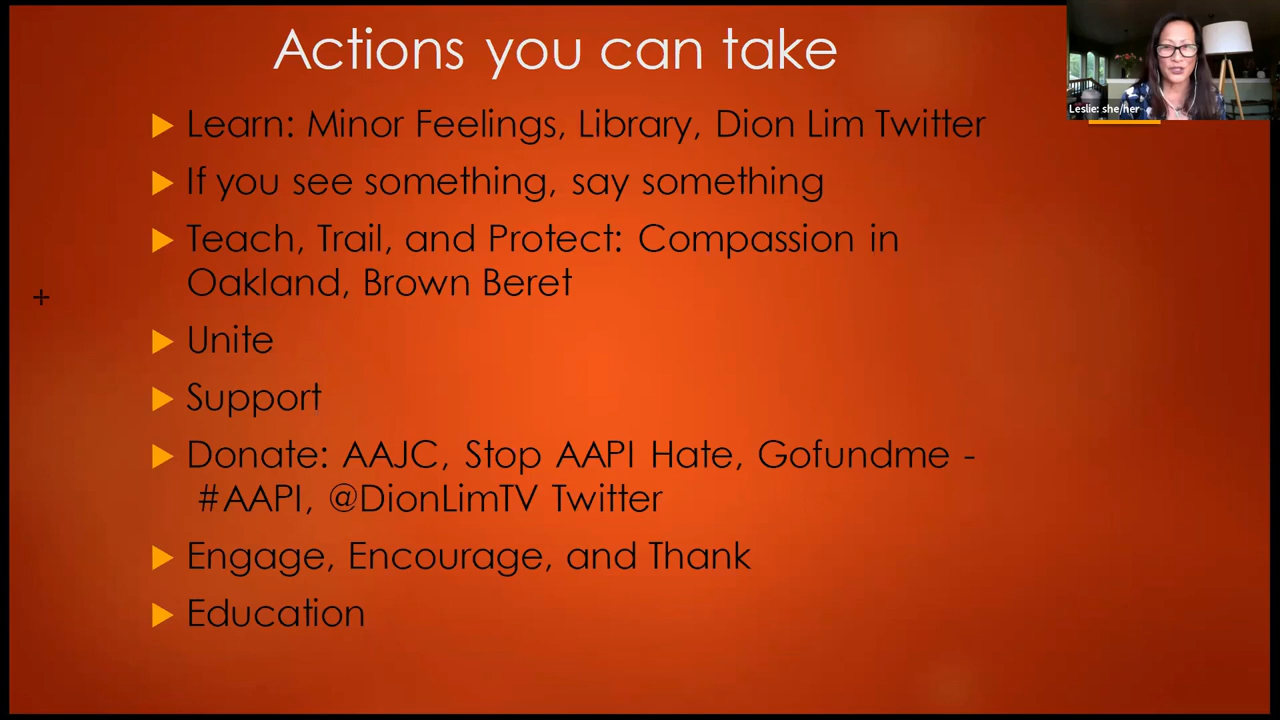 Actions you can take
Leslie: she/her
Learn: Minor Feelings, Library, Dion Lim Twitter
If you see something, say something
Teach, Trail, and Protect: Compassion in
Oakland, Brown Beret
+
Unite
Support
Donate: AAJC, Stop AAPI Hate, Gofundme -
#AAPI, @DionLimTV Twitter
Engage, Encourage, and Thank
Education